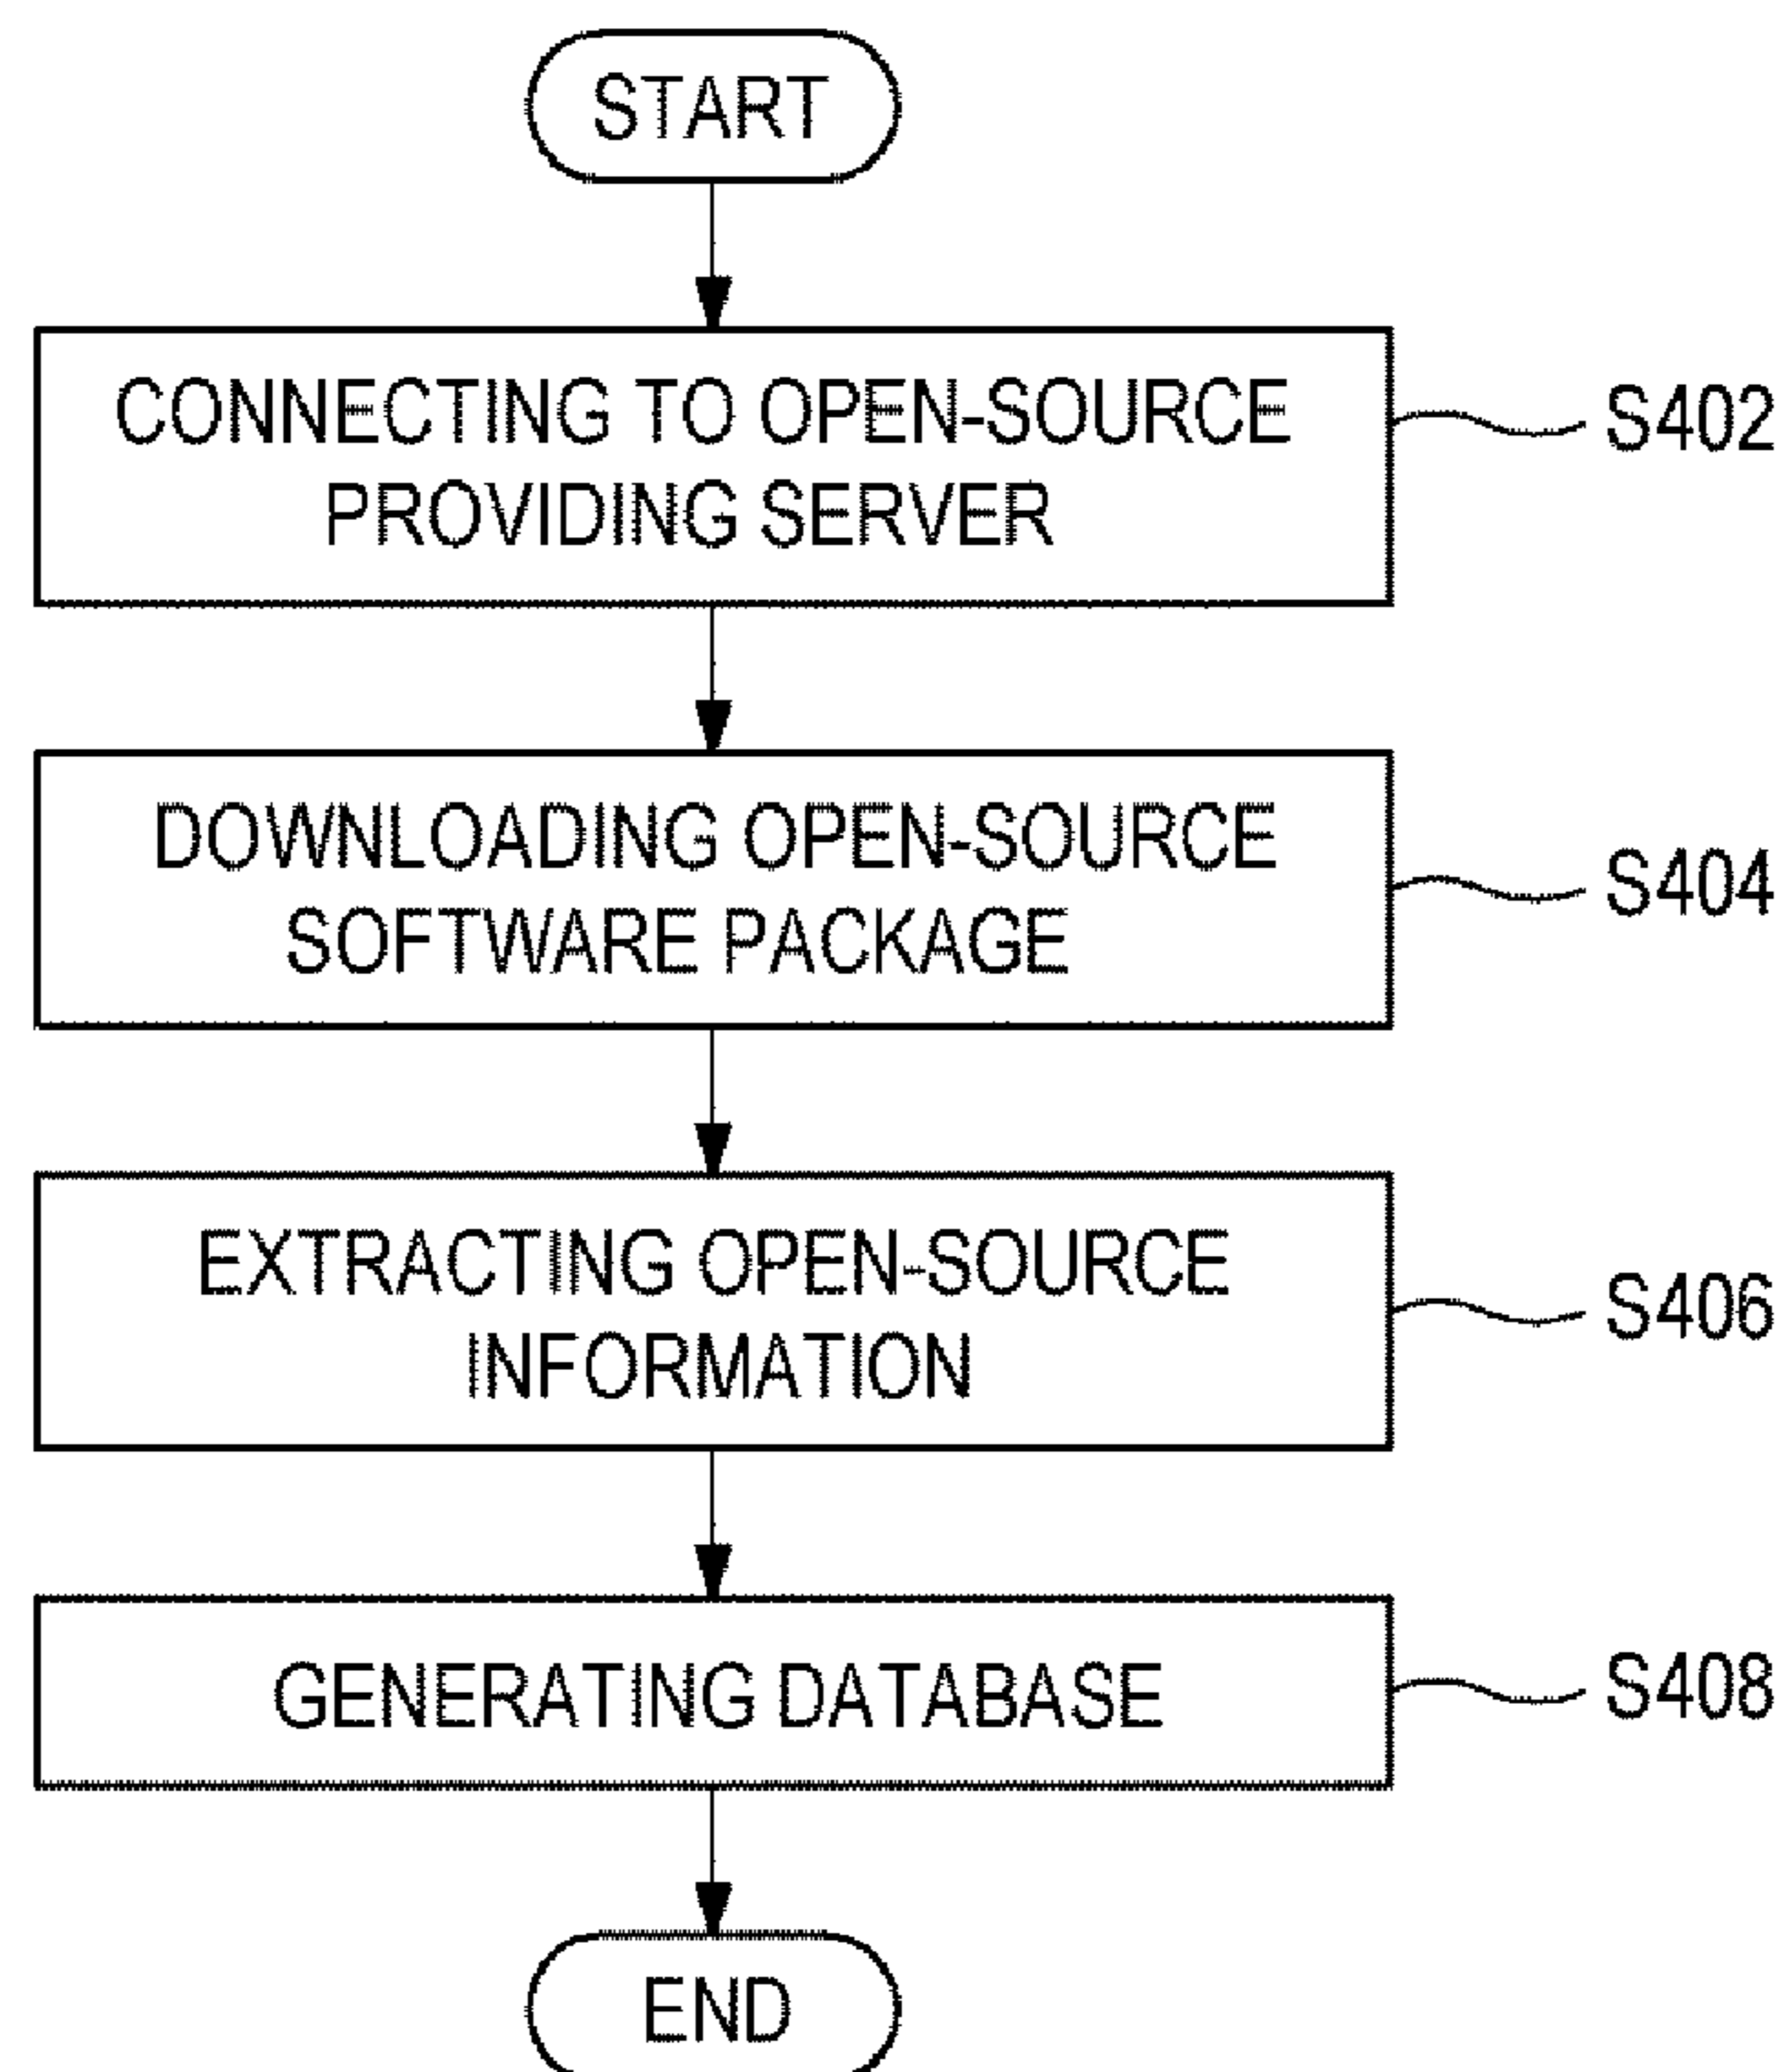 START
CONNECTING TO OPEN-SOURCE
PROVIDING SERVER
S402
DOWNLOADING OPEN-SOURCE
SOFTWARE PACKAGE
S404
EXTRACTING OPEN-SOURCE
INFORMATION
S406
GENERATING DATABASE
S408
END